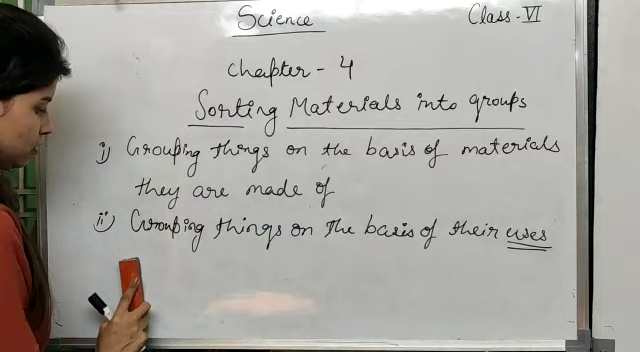 Science
Class - VI
Chapter - 4
Sorting Materials into groups
i) Grouping things on the basis of materials
they are made of
ii) Grouping things on the basis of their uses